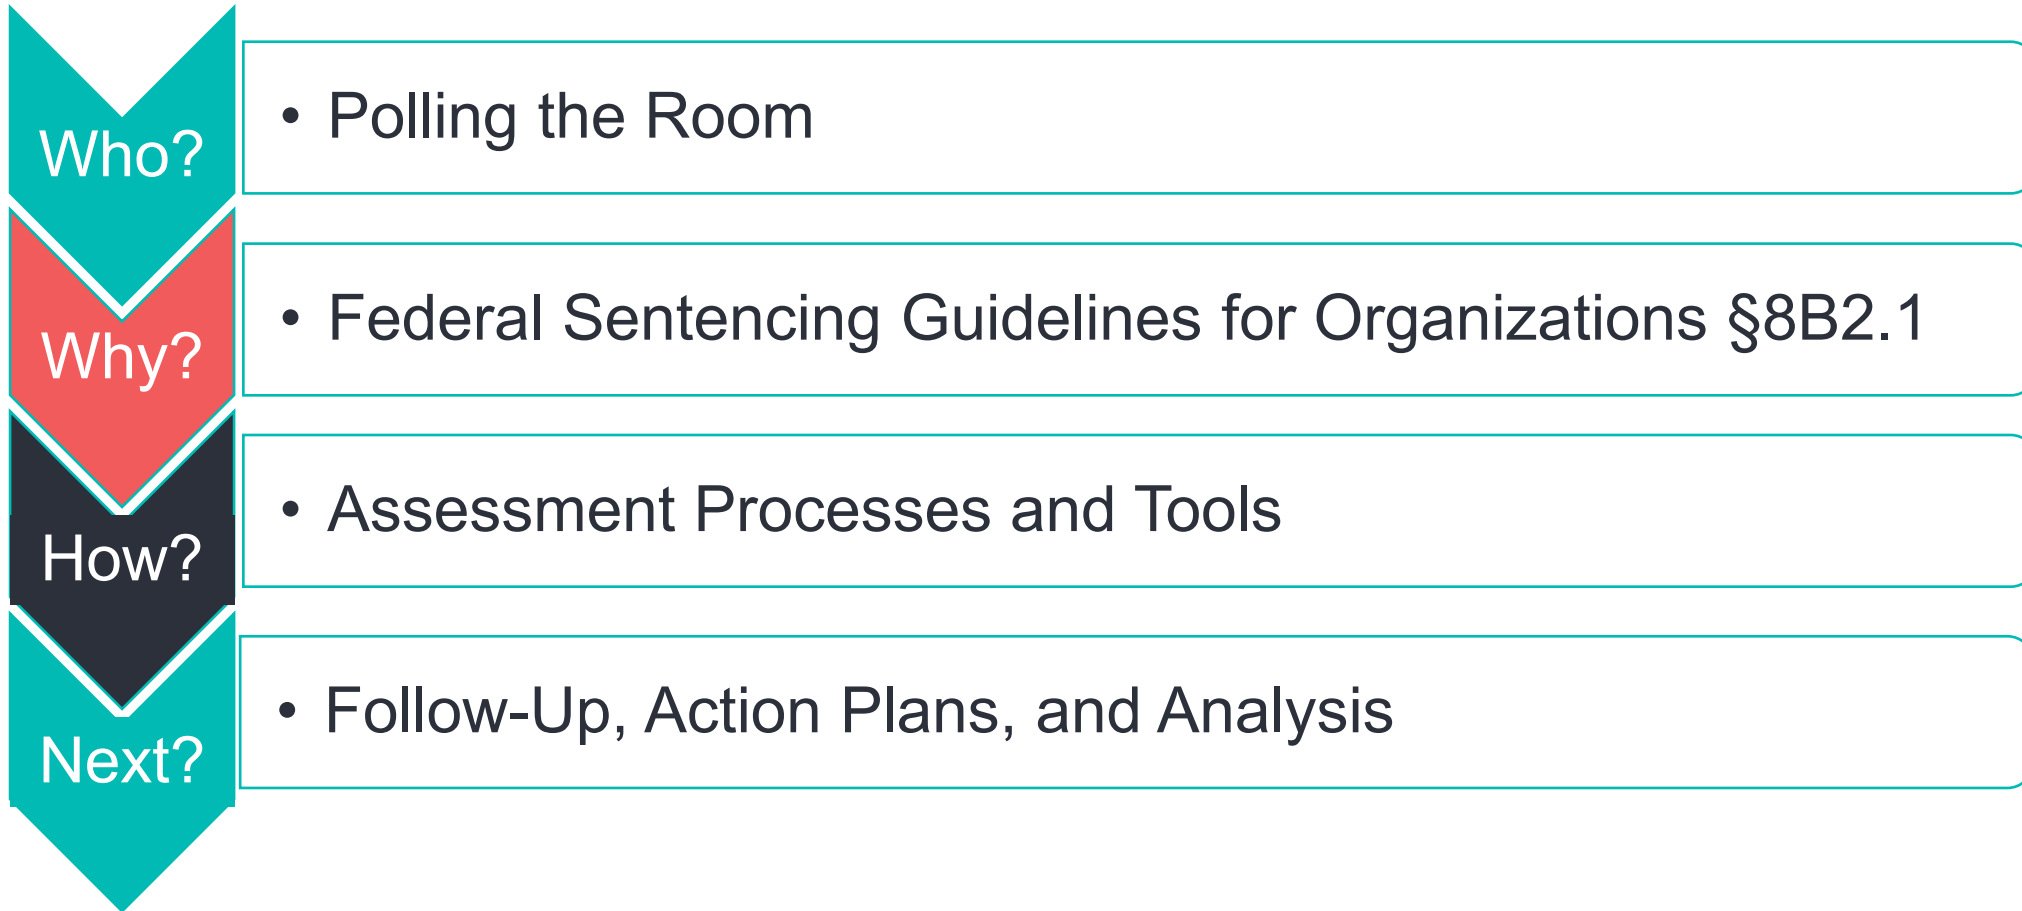 Who?
• Polling the Room
Why?
• Federal Sentencing Guidelines for Organizations §8B2.1
How?
• Assessment Processes and Tools
Next?
• Follow-Up, Action Plans, and Analysis